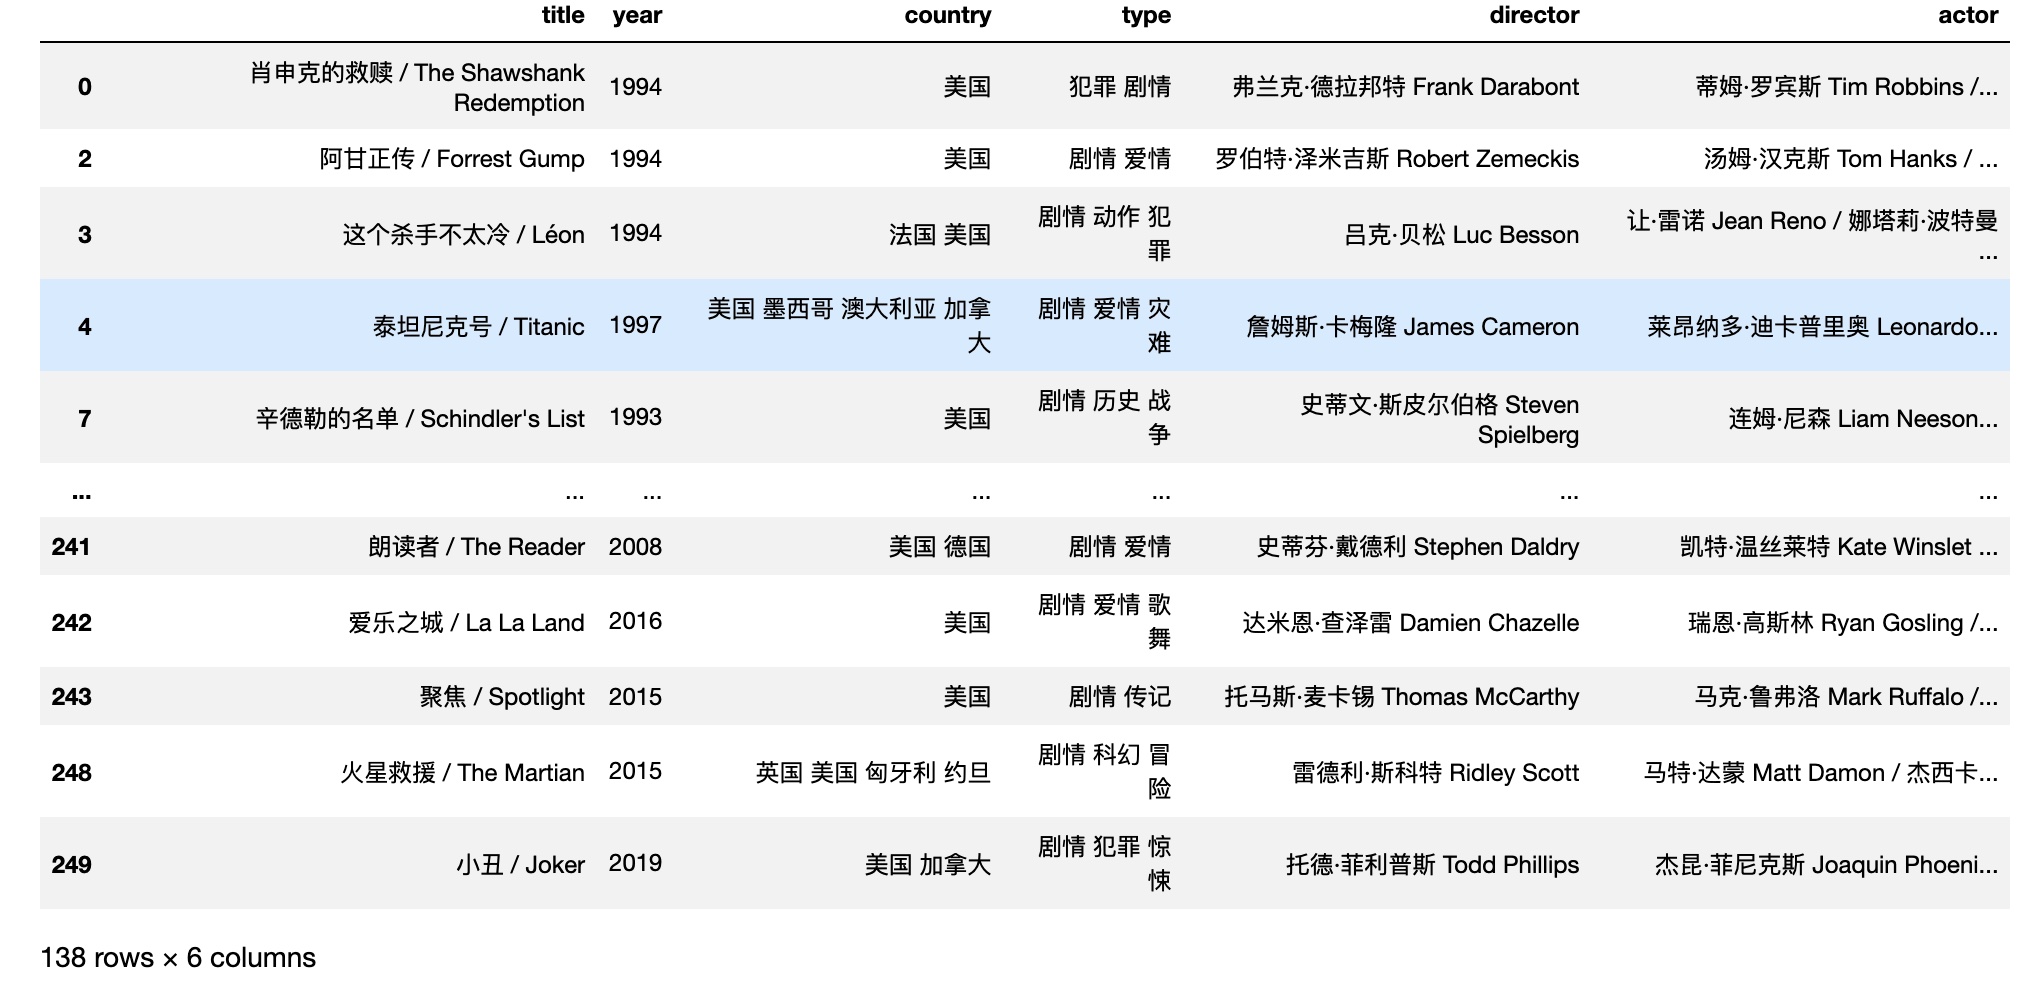 title year country type director actor
0 肖申克的救赎 / The Shawshank Redemption 1994 美国 犯罪 剧情 弗兰克·德拉邦特 Frank Darabont 蒂姆·罗宾斯 Tim Robbins /...
2 阿甘正传 / Forrest Gump 1994 美国 剧情 爱情 罗伯特·泽米吉斯 Robert Zemeckis 汤姆·汉克斯 Tom Hanks / ...
3 这个杀手不太冷 / Léon 1994 法国 美国 剧情 动作 犯罪 吕克·贝松 Luc Besson 让·雷诺 Jean Reno / 娜塔莉·波特曼 ...
4 泰坦尼克号 / Titanic 1997 美国 墨西哥 澳大利亚 加拿大 剧情 爱情 灾难 詹姆斯·卡梅隆 James Cameron 莱昂纳多·迪卡普里奥 Leonardo...
7 辛德勒的名单 / Schindler's List 1993 美国 剧情 历史 战争 史蒂文·斯皮尔伯格 Steven Spielberg 连姆·尼森 Liam Neeson...
... ... ... ... ... ... ...
241 朗读者 / The Reader 2008 美国 德国 剧情 爱情 史蒂芬·戴德利 Stephen Daldry 凯特·温丝莱特 Kate Winslet ...
242 爱乐之城 / La La Land 2016 美国 剧情 爱情 歌舞 达米恩·查泽雷 Damien Chazelle 瑞恩·高斯林 Ryan Gosling /...
243 聚焦 / Spotlight 2015 美国 剧情 传记 托马斯·麦卡锡 Thomas McCarthy 马克·鲁弗洛 Mark Ruffalo /...
248 火星救援 / The Martian 2015 英国 美国 匈牙利 约旦 剧情 科幻 冒险 雷德利·斯科特 Ridley Scott 马特·达蒙 Matt Damon / 杰西卡...
249 小丑 / Joker 2019 美国 加拿大 剧情 犯罪 惊悚 托德·菲利普斯 Todd Phillips 杰昆·菲尼克斯 Joaquin Phoeni...
138 rows × 6 columns